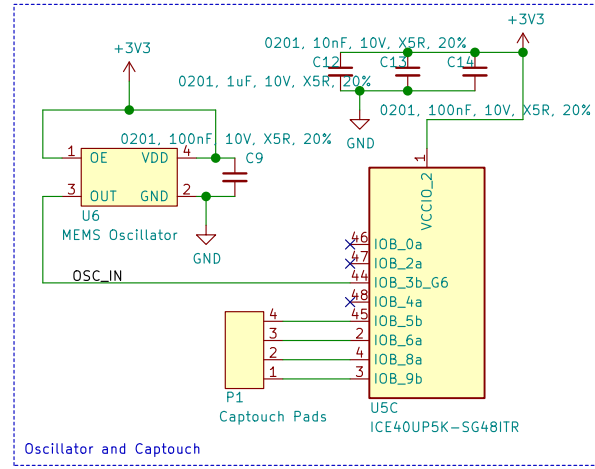 +3V3
+3V3
0201, 10nF, 10V, X5R, 20%
C12
C13
C14
0201, 1uF, 10V, X5R, 20%
0201, 100nF, 10V, X5R, 20%
GND
0201, 100nF, 10V, X5R, 20%
C9
1 OE VDD 4
3 OUT GND 2
U6
MEMS Oscillator
GND
OSC_IN
1
VCCIO_2
46 IOB_0a
47 IOB_2a
44 IOB_3b_G6
48 IOB_4a
4 45 IOB_5b
3 2 IOB_6a
2 4 IOB_8a
1 3 IOB_9b
P1
Captouch Pads
U5C
ICE40UP5K-SG48ITR
Oscillator and Captouch